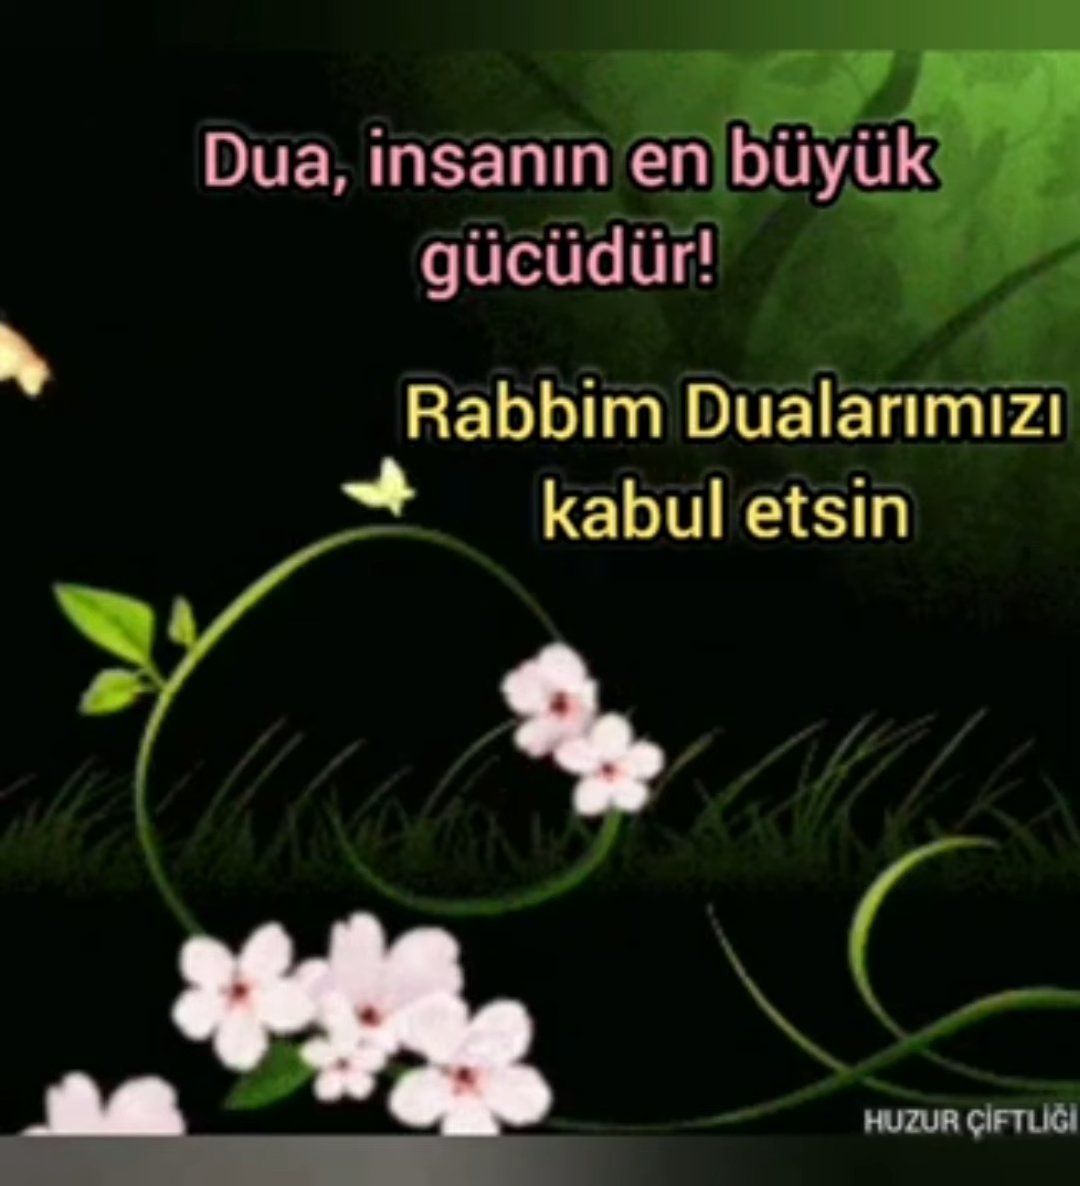 Dua, insanın en büyük
gücüdür!
Rabbim Dualarımızı
kabul etsin
HUZUR ÇİFTLİĞİ